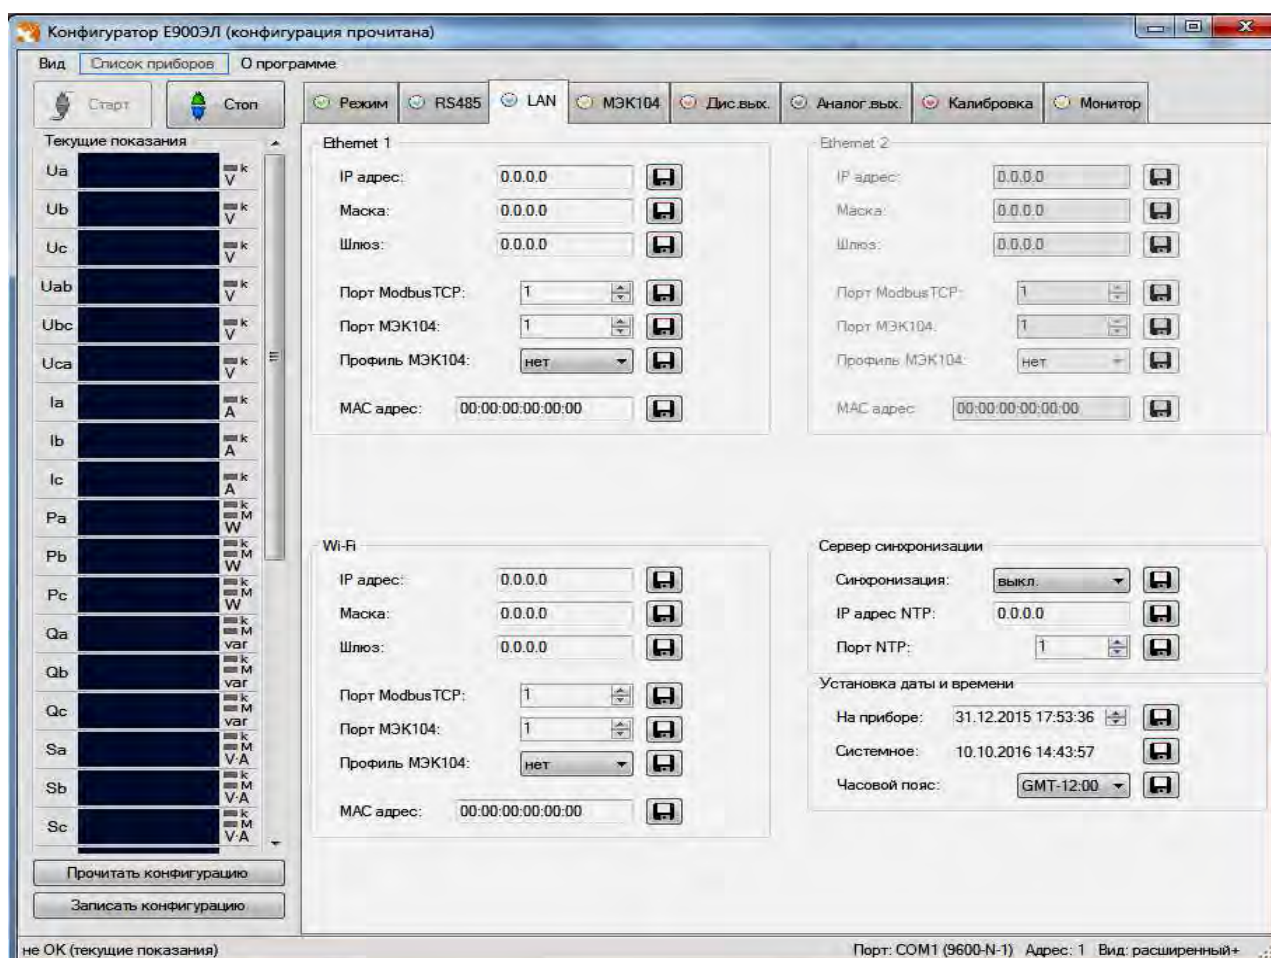 Конфигуратор E900ЭЛ (конфигурация прочитана)
Вид Список приборов О программе
Старт Стоп
Режим RS485 LAN МЭК104 Дис.вых. Аналог.вых. Калибровка Монитор
Текущие показания
Ua k V
Ub k V
Uc k V
Uab k V
Ubc k V
Uca k V
Ia k A
Ib k A
Ic k A
Pa k M W
Pb k M W
Pc k M W
Qa k M var
Qb k M var
Qc k M var
Sa k M V·A
Sb k M V·A
Sc k M V·A
Прочитать конфигурацию
Записать конфигурацию
Ethernet 1
IP адрес: 0.0.0.0
Маска: 0.0.0.0
Шлюз: 0.0.0.0
Порт ModbusTCP: 1
Порт МЭК104: 1
Профиль МЭК104: нет
MAC адрес: 00:00:00:00:00:00
Ethernet 2
IP адрес: 0.0.0.0
Маска: 0.0.0.0
Шлюз: 0.0.0.0
Порт ModbusTCP: 1
Порт МЭК104: 1
Профиль МЭК104: нет
MAC адрес: 00:00:00:00:00:00
Wi-Fi
IP адрес: 0.0.0.0
Маска: 0.0.0.0
Шлюз: 0.0.0.0
Порт ModbusTCP: 1
Порт МЭК104: 1
Профиль МЭК104: нет
MAC адрес: 00:00:00:00:00:00
Сервер синхронизации
Синхронизация: выкл.
IP адрес NTP: 0.0.0.0
Порт NTP: 1
Установка даты и времени
На приборе: 31.12.2015 17:53:36
Системное: 10.10.2016 14:43:57
Часовой пояс: GMT-12:00
не ОК (текущие показания) Порт: COM1 (9600-N-1) Адрес: 1 Вид: расширенный+